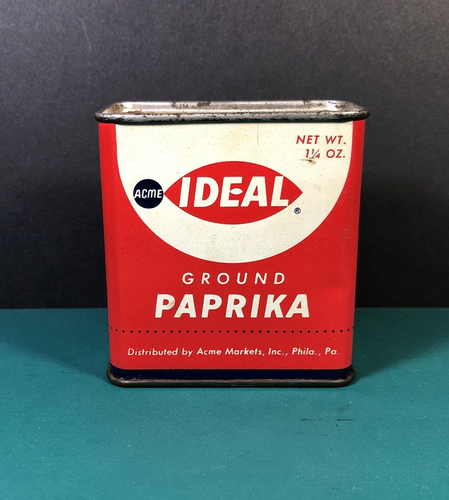 NET WT.
1¼ OZ.
ACME IDEAL ®
GROUND
PAPRIKA
Distributed by Acme Markets, Inc., Phila., Pa.